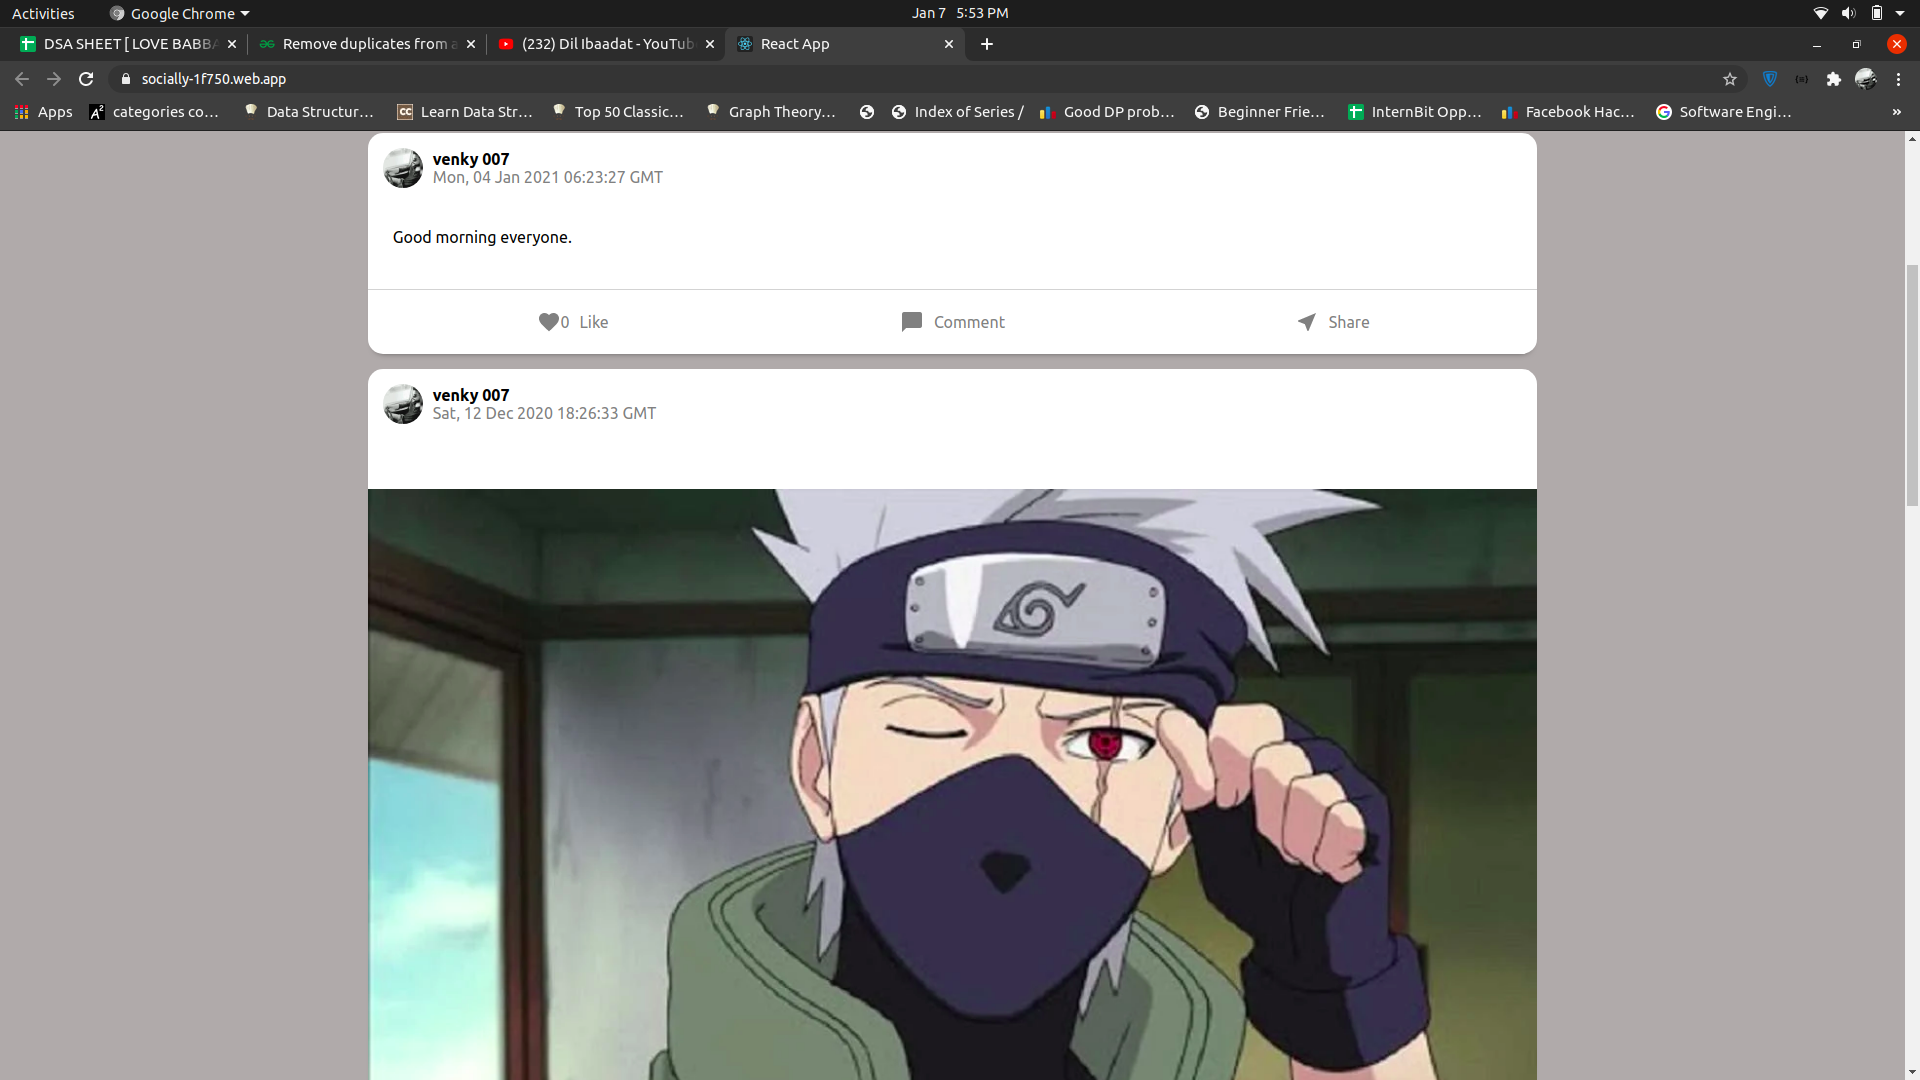 Activities Google Chrome Jan 7 5:53 PM
DSA SHEET [ LOVE BABBA Remove duplicates from a (232) Dil Ibaadat - YouTub React App
socially-1f750.web.app
Apps categories co… Data Structur… Learn Data Str… Top 50 Classic… Graph Theory… Index of Series / Good DP prob… Beginner Frie… InternBit Opp… Facebook Hac… Software Engi… »
venky 007
Mon, 04 Jan 2021 06:23:27 GMT
Good morning everyone.
0 Like Comment Share
venky 007
Sat, 12 Dec 2020 18:26:33 GMT